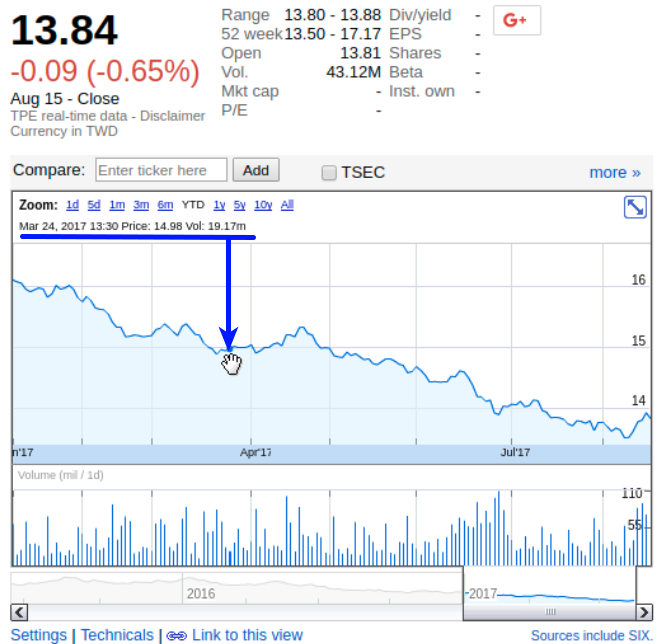 13.84
-0.09 (-0.65%)
Aug 15 - Close
TPE real-time data - Disclaimer
Currency in TWD
Range 13.80 - 13.88 Div/yield -
52 week 13.50 - 17.17 EPS -
Open 13.81 Shares -
Vol. 43.12M Beta -
Mkt cap - Inst. own -
P/E -
G+
Compare: Enter ticker here Add TSEC more »
Zoom: 1d 5d 1m 3m 6m YTD 1y 5y 10y All
Mar 24, 2017 13:30 Price: 14.98 Vol: 19.17m
16
15
14
n'17 Apr'17 Jul'17
Volume (mil / 1d)
110
55
2016 2017
Settings | Technicals | Link to this view Sources include SIX.